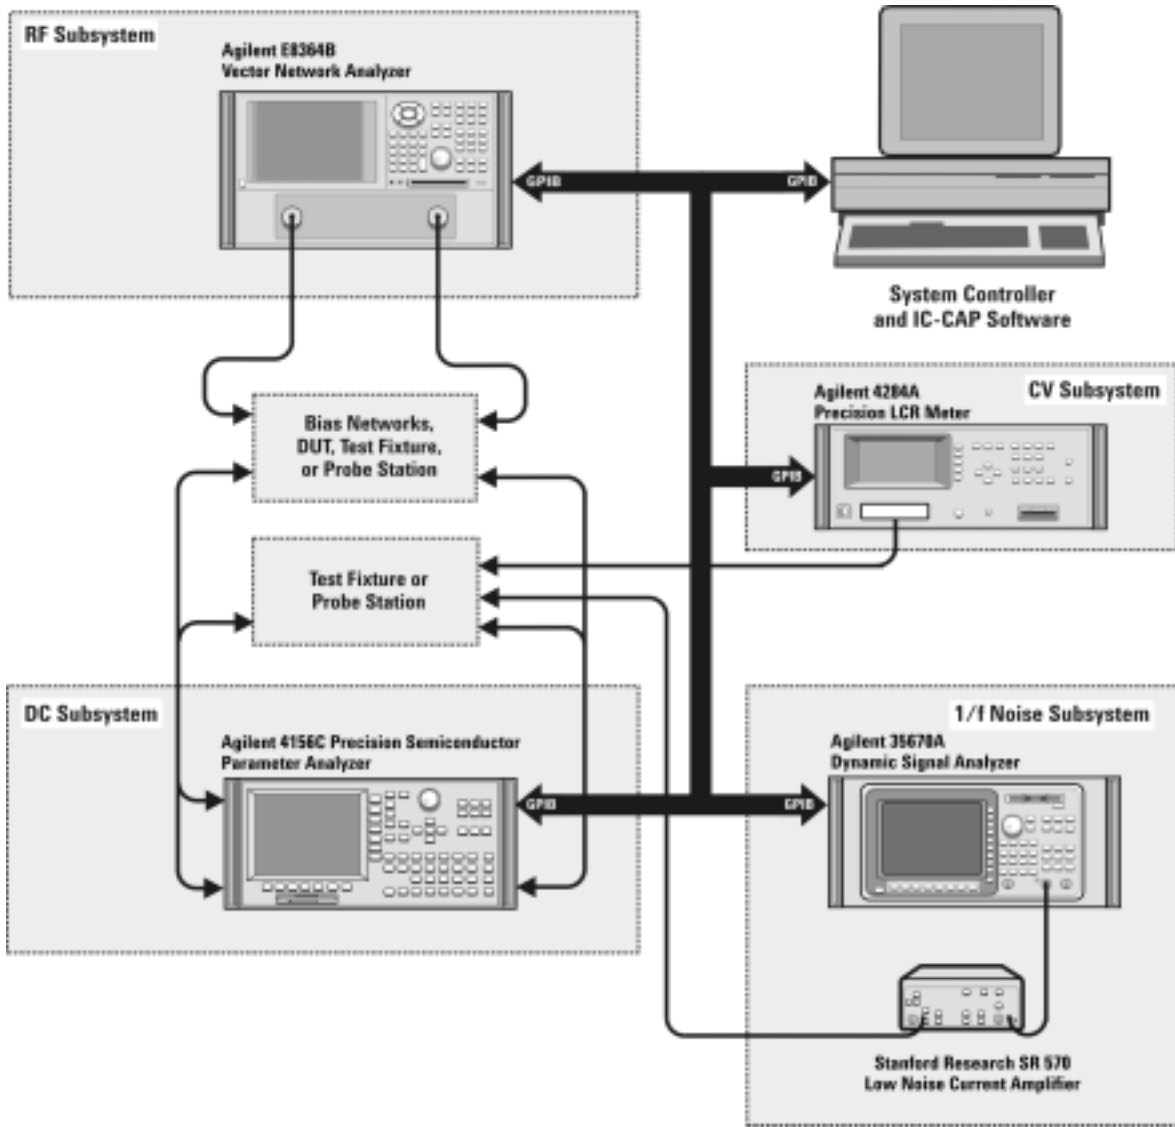 RF Subsystem
Agilent E8364B
Vector Network Analyzer
GPIB
GPIB
System Controller
and IC-CAP Software
CV Subsystem
Agilent 4284A
Precision LCR Meter
GPIB
Bias Networks,
DUT, Test Fixture,
or Probe Station
Test Fixture or
Probe Station
DC Subsystem
Agilent 4156C Precision Semiconductor
Parameter Analyzer
GPIB
GPIB
1/f Noise Subsystem
Agilent 35670A
Dynamic Signal Analyzer
Stanford Research SR 570
Low Noise Current Amplifier